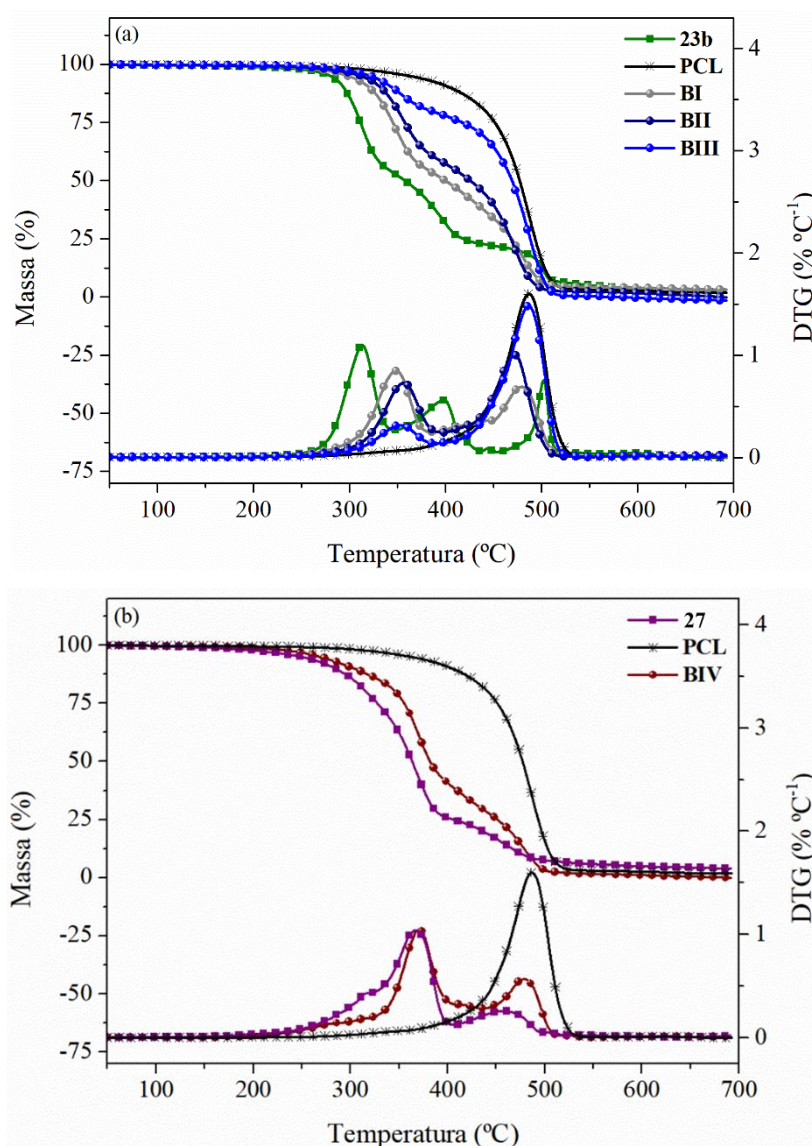 (a)
23b
PCL
BI
BII
BIII
Massa (%)
100
75
50
25
0
-25
-50
-75
DTG (% ºC-1)
4
3
2
1
0
100 200 300 400 500 600 700
Temperatura (ºC)
(b)
27
PCL
BIV
Massa (%)
100
75
50
25
0
-25
-50
-75
DTG (% ºC-1)
4
3
2
1
0
100 200 300 400 500 600 700
Temperatura (ºC)